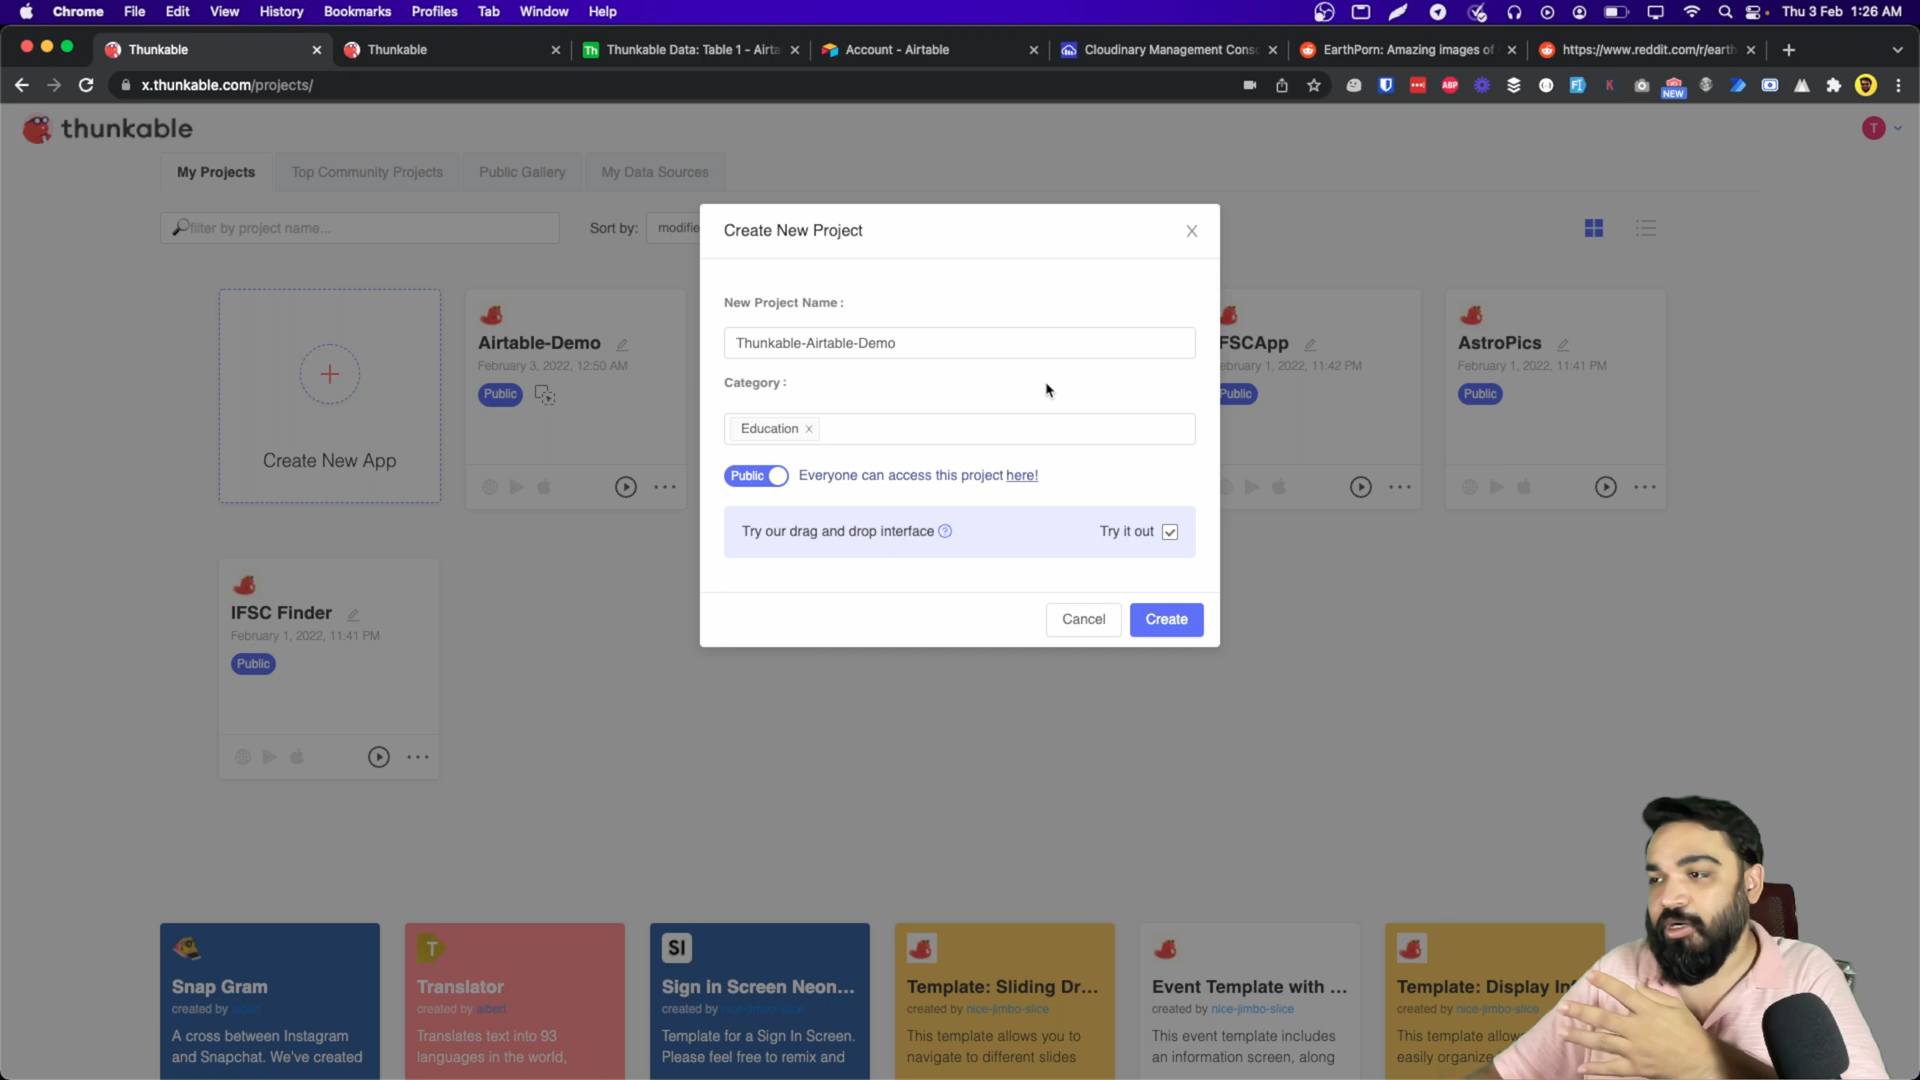 Chrome File Edit View History Bookmarks Profiles Tab Window Help Thu 3 Feb 1:26 AM
Thunkable
Thunkable
Th Thunkable Data: Table 1 - Airta
Account - Airtable
Cloudinary Management Conso
EarthPorn: Amazing images of
https://www.reddit.com/r/earth
x.thunkable.com/projects/
ABP
NEW
thunkable
T
My Projects
Top Community Projects
Public Gallery
My Data Sources
filter by project name...
Sort by:
modifie
Create New App
Airtable-Demo
February 3, 2022, 12:50 AM
Public
FSCApp
ebruary 1, 2022, 11:42 PM
Public
AstroPics
February 1, 2022, 11:41 PM
Public
Create New Project
New Project Name :
Thunkable-Airtable-Demo
Category :
Education x
Public
Everyone can access this project here!
Try our drag and drop interface ?
Try it out
Cancel
Create
IFSC Finder
February 1, 2022, 11:41 PM
Public
Snap Gram
created by albert
A cross between Instagram
and Snapchat. We've created
T
Translator
created by albert
Translates text into 93
languages in the world,
SI
Sign in Screen Neon...
created by nice-jimbo-slice
Template for a Sign In Screen.
Please feel free to remix and
Template: Sliding Dr...
created by nice-jimbo-slice
This template allows you to
navigate to different slides
Event Template with ...
created by nice-jimbo-slice
This event template includes
an information screen, along
Template: Display In
created by nice-jimbo-slice
This template allow
easily organize